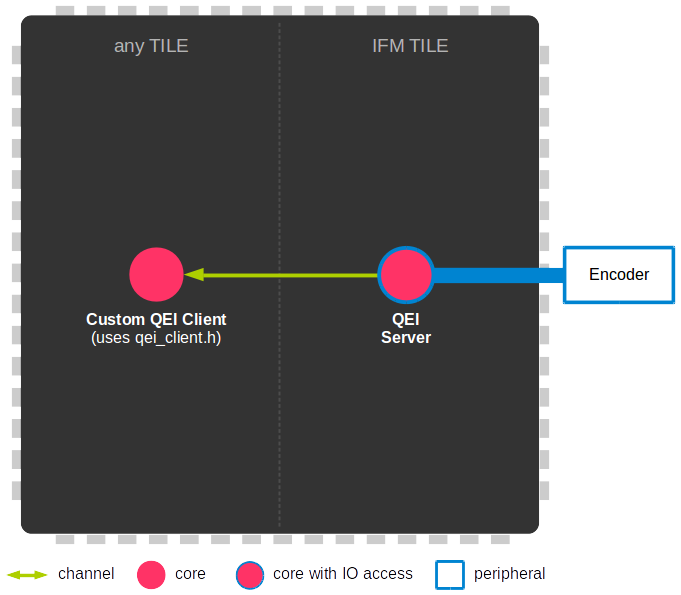 any TILE
IFM TILE
Encoder
Custom QEI Client
(uses qei_client.h)
QEI
Server
channel
core
core with IO access
peripheral